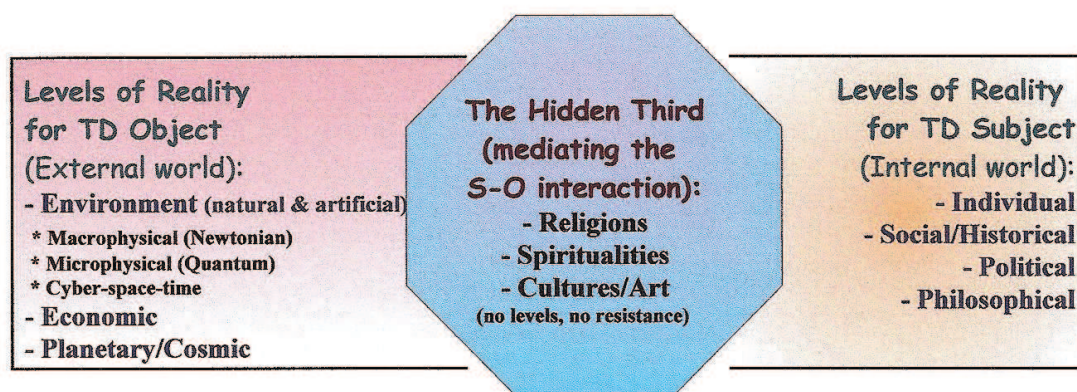 Levels of Reality
for TD Object
(External world):
- Environment (natural & artificial)
* Macrophysical (Newtonian)
* Microphysical (Quantum)
* Cyber-space-time
- Economic
- Planetary/Cosmic
The Hidden Third
(mediating the
S-O interaction):
- Religions
- Spiritualities
- Cultures/Art
(no levels, no resistance)
Levels of Reality
for TD Subject
(Internal world):
- Individual
- Social/Historical
- Political
- Philosophical